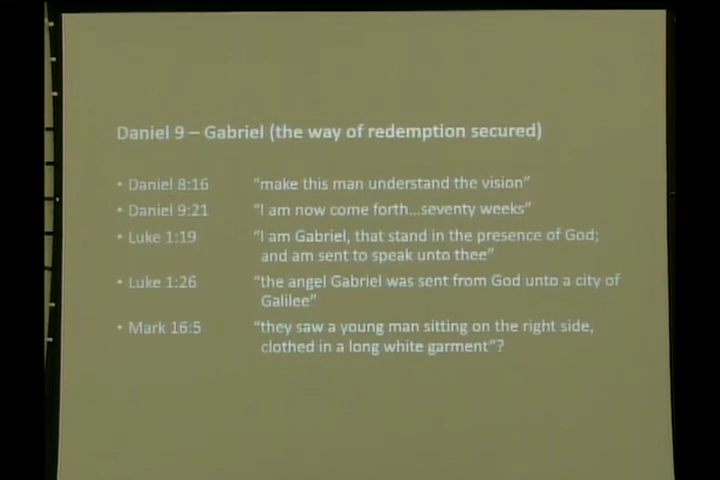 Daniel 9 – Gabriel (the way of redemption secured)
• Daniel 8:16 "make this man understand the vision"
• Daniel 9:21 "I am now come forth...seventy weeks"
• Luke 1:19 "I am Gabriel, that stand in the presence of God;
and am sent to speak unto thee"
• Luke 1:26 "the angel Gabriel was sent from God unto a city of
Galilee"
• Mark 16:5 "they saw a young man sitting on the right side,
clothed in a long white garment"?